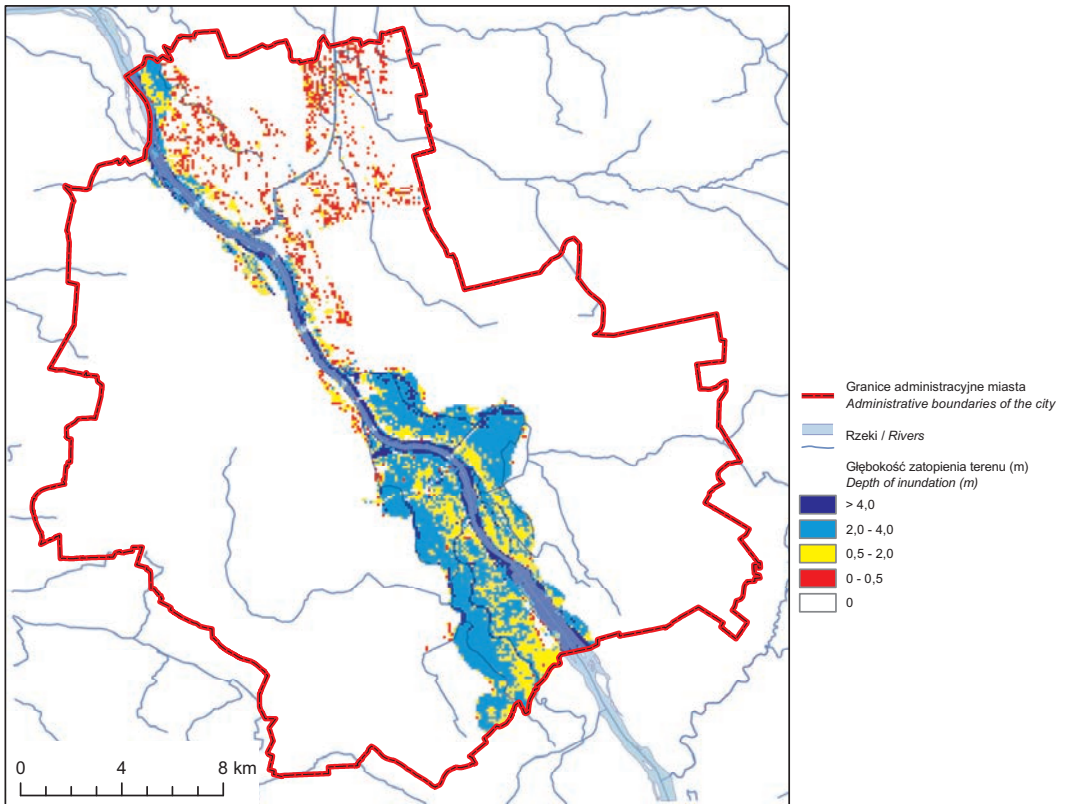 Granice administracyjne miasta
Administrative boundaries of the city
Rzeki / Rivers
Głębokość zatopienia terenu (m)
Depth of inundation (m)
> 4,0
2,0 - 4,0
0,5 - 2,0
0 - 0,5
0
0 4 8 km